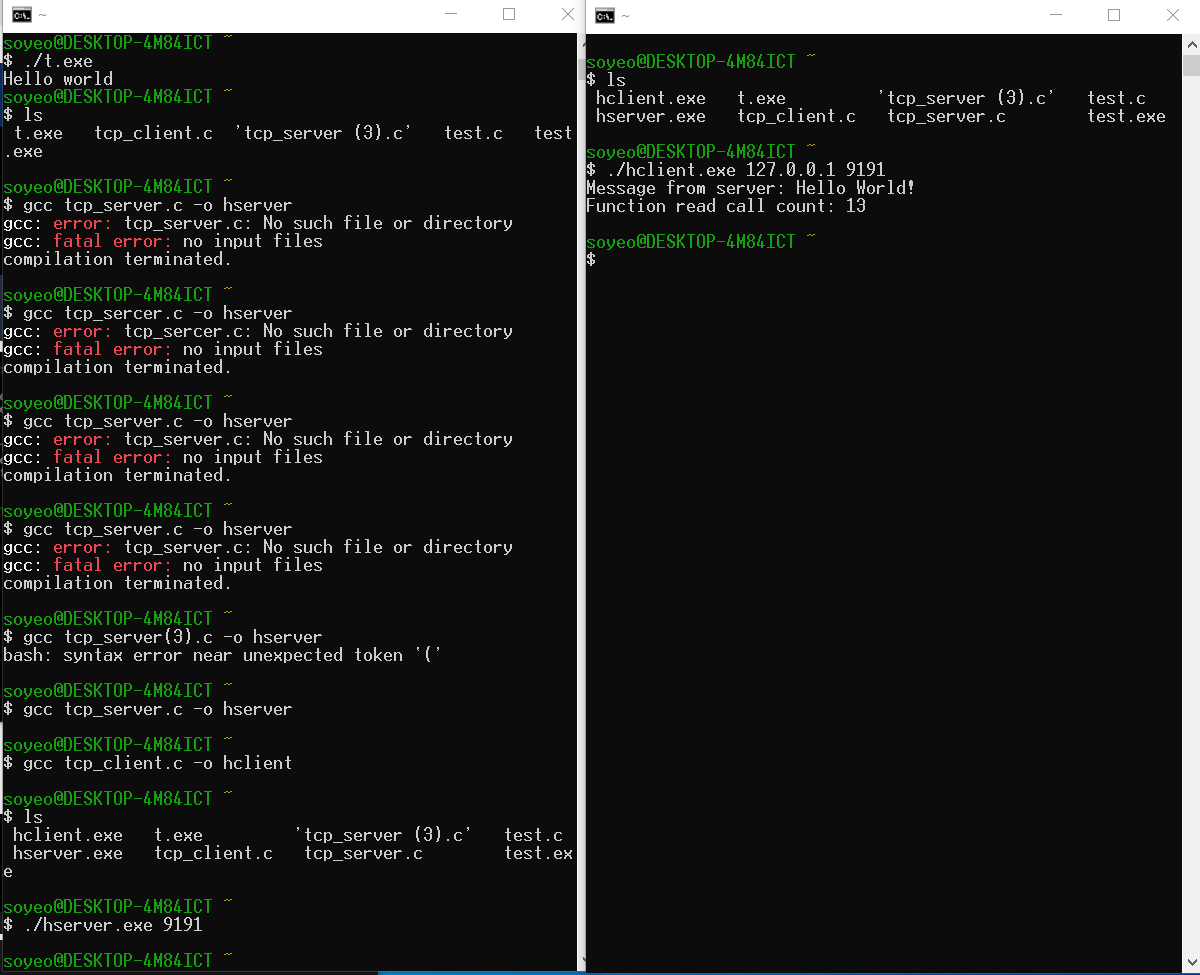 ~
soyeo@DESKTOP-4M84ICT ~
$ ./t.exe
Hello world
soyeo@DESKTOP-4M84ICT ~
$ ls
 t.exe   tcp_client.c  'tcp_server (3).c'   test.c   test
.exe
soyeo@DESKTOP-4M84ICT ~
$ gcc tcp_server.c -o hserver
gcc: error: tcp_server.c: No such file or directory
gcc: fatal error: no input files
compilation terminated.
soyeo@DESKTOP-4M84ICT ~
$ gcc tcp_sercer.c -o hserver
gcc: error: tcp_sercer.c: No such file or directory
gcc: fatal error: no input files
compilation terminated.
soyeo@DESKTOP-4M84ICT ~
$ gcc tcp_server.c -o hserver
gcc: error: tcp_server.c: No such file or directory
gcc: fatal error: no input files
compilation terminated.
soyeo@DESKTOP-4M84ICT ~
$ gcc tcp_server.c -o hserver
gcc: error: tcp_server.c: No such file or directory
gcc: fatal error: no input files
compilation terminated.
soyeo@DESKTOP-4M84ICT ~
$ gcc tcp_server(3).c -o hserver
bash: syntax error near unexpected token `('
soyeo@DESKTOP-4M84ICT ~
$ gcc tcp_server.c -o hserver
soyeo@DESKTOP-4M84ICT ~
$ gcc tcp_client.c -o hclient
soyeo@DESKTOP-4M84ICT ~
$ ls
 hclient.exe   t.exe         'tcp_server (3).c'   test.c
 hserver.exe   tcp_client.c   tcp_server.c        test.ex
e
soyeo@DESKTOP-4M84ICT ~
$ ./hserver.exe 9191
soyeo@DESKTOP-4M84ICT ~
~
soyeo@DESKTOP-4M84ICT ~
$ ls
 hclient.exe   t.exe         'tcp_server (3).c'   test.c
 hserver.exe   tcp_client.c   tcp_server.c        test.exe
soyeo@DESKTOP-4M84ICT ~
$ ./hclient.exe 127.0.0.1 9191
Message from server: Hello World!
Function read call count: 13
soyeo@DESKTOP-4M84ICT ~
$